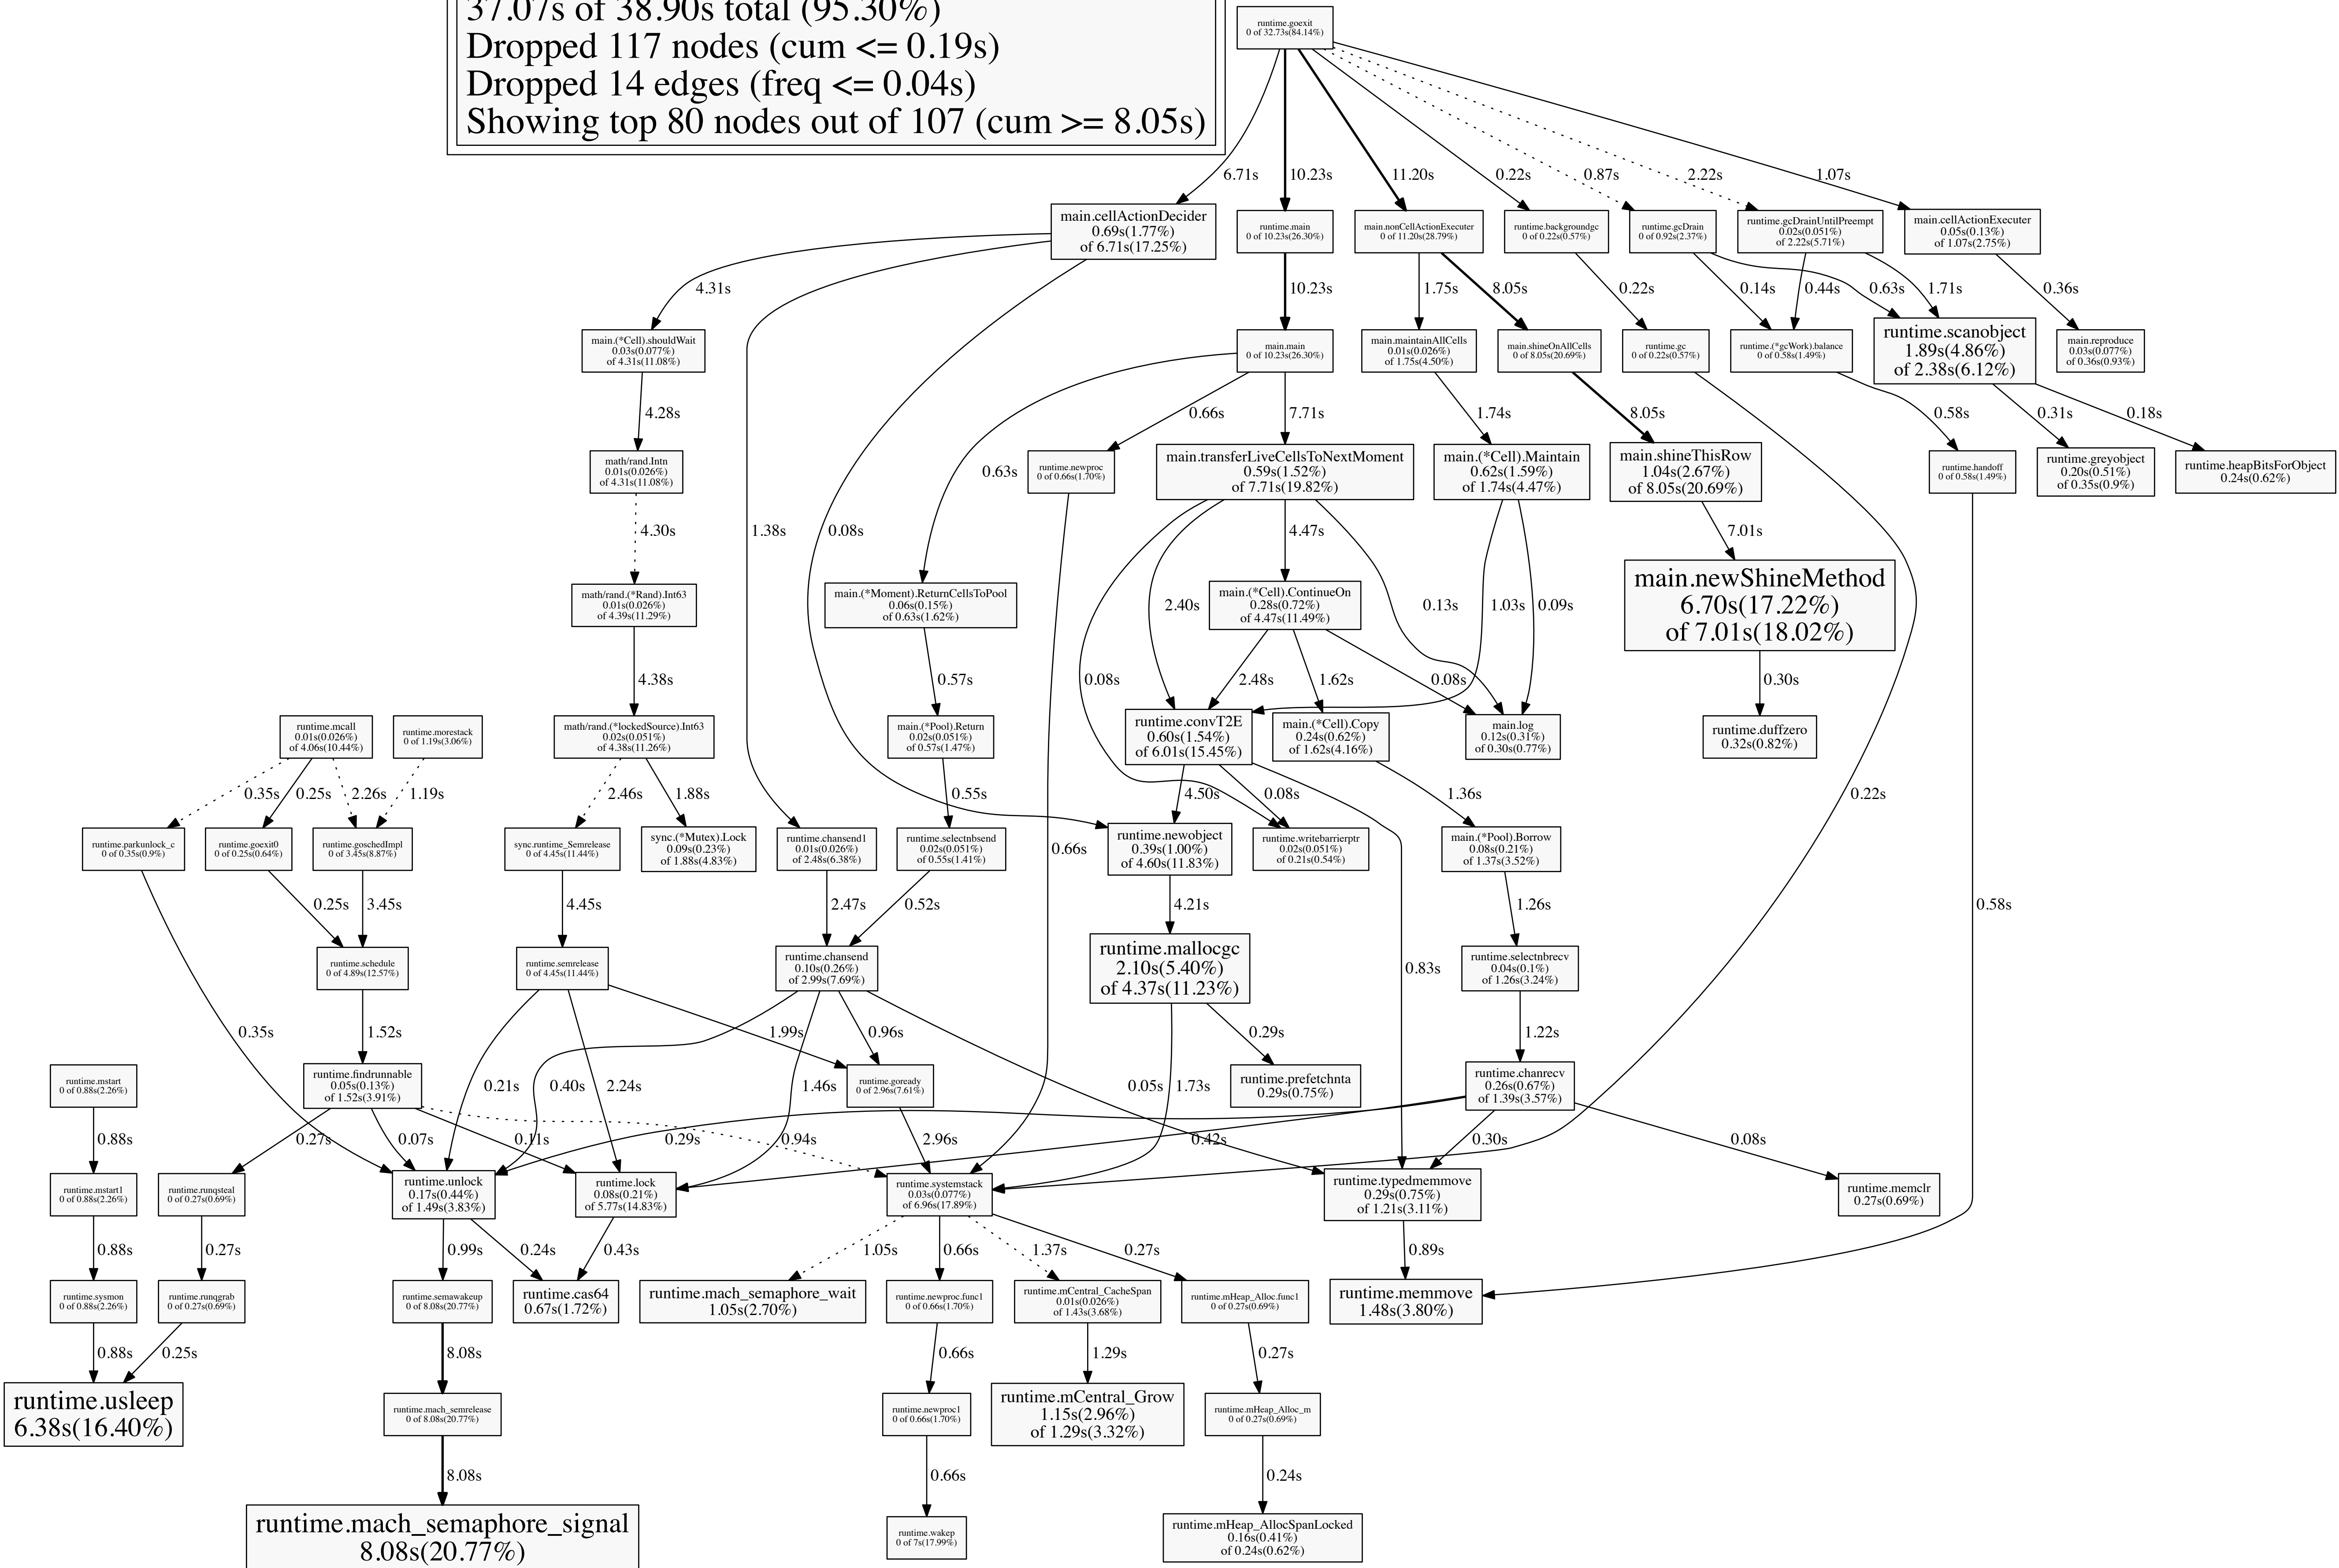 37.07s of 38.90s total (95.30%)
Dropped 117 nodes (cum <= 0.19s)
Dropped 14 edges (freq <= 0.04s)
Showing top 80 nodes out of 107 (cum >= 8.05s)
runtime.goexit
0 of 32.73s(84.14%)
6.71s
10.23s
11.20s
0.22s
0.87s
2.22s
1.07s
main.cellActionDecider
0.69s(1.77%)
of 6.71s(17.25%)
runtime.main
0 of 10.23s(26.30%)
main.nonCellActionExecuter
0 of 11.20s(28.79%)
runtime.backgroundgc
0 of 0.22s(0.57%)
runtime.gcDrain
0 of 0.92s(2.37%)
runtime.gcDrainUntilPreempt
0.02s(0.051%)
of 2.22s(5.71%)
main.cellActionExecuter
0.05s(0.13%)
of 1.07s(2.75%)
4.31s
10.23s
1.75s
8.05s
0.22s
0.14s
0.44s
0.63s
1.71s
0.36s
main.(*Cell).shouldWait
0.03s(0.077%)
of 4.31s(11.08%)
main.main
0 of 10.23s(26.30%)
main.maintainAllCells
0.01s(0.026%)
of 1.75s(4.50%)
main.shineOnAllCells
0 of 8.05s(20.69%)
runtime.gc
0 of 0.22s(0.57%)
runtime.(*gcWork).balance
0 of 0.58s(1.49%)
runtime.scanobject
1.89s(4.86%)
of 2.38s(6.12%)
main.reproduce
0.03s(0.077%)
of 0.36s(0.93%)
4.28s
0.66s
7.71s
1.74s
8.05s
0.58s
0.31s
0.18s
math/rand.Intn
0.01s(0.026%)
of 4.31s(11.08%)
0.63s
runtime.newproc
0 of 0.66s(1.70%)
main.transferLiveCellsToNextMoment
0.59s(1.52%)
of 7.71s(19.82%)
main.(*Cell).Maintain
0.62s(1.59%)
of 1.74s(4.47%)
main.shineThisRow
1.04s(2.67%)
of 8.05s(20.69%)
runtime.handoff
0 of 0.58s(1.49%)
runtime.greyobject
0.20s(0.51%)
of 0.35s(0.9%)
runtime.heapBitsForObject
0.24s(0.62%)
4.30s
1.38s
0.08s
4.47s
7.01s
math/rand.(*Rand).Int63
0.01s(0.026%)
of 4.39s(11.29%)
main.(*Moment).ReturnCellsToPool
0.06s(0.15%)
of 0.63s(1.62%)
2.40s
main.(*Cell).ContinueOn
0.28s(0.72%)
of 4.47s(11.49%)
0.13s
1.03s
0.09s
main.newShineMethod
6.70s(17.22%)
of 7.01s(18.02%)
4.38s
0.57s
0.08s
2.48s
1.62s
0.08s
0.30s
runtime.mcall
0.01s(0.026%)
of 4.06s(10.44%)
runtime.morestack
0 of 1.19s(3.06%)
math/rand.(*lockedSource).Int63
0.02s(0.051%)
of 4.38s(11.26%)
main.(*Pool).Return
0.02s(0.051%)
of 0.57s(1.47%)
runtime.convT2E
0.60s(1.54%)
of 6.01s(15.45%)
main.(*Cell).Copy
0.24s(0.62%)
of 1.62s(4.16%)
main.log
0.12s(0.31%)
of 0.30s(0.77%)
runtime.duffzero
0.32s(0.82%)
0.35s
0.25s
2.26s
1.19s
2.46s
1.88s
0.55s
4.50s
0.08s
1.36s
0.22s
runtime.parkunlock_c
0 of 0.35s(0.9%)
runtime.goexit0
0 of 0.25s(0.64%)
runtime.goschedImpl
0 of 3.45s(8.87%)
sync.runtime_Semrelease
0 of 4.45s(11.44%)
sync.(*Mutex).Lock
0.09s(0.23%)
of 1.88s(4.83%)
runtime.chansend1
0.01s(0.026%)
of 2.48s(6.38%)
runtime.selectnbsend
0.02s(0.051%)
of 0.55s(1.41%)
0.66s
runtime.newobject
0.39s(1.00%)
of 4.60s(11.83%)
runtime.writebarrierptr
0.02s(0.051%)
of 0.21s(0.54%)
main.(*Pool).Borrow
0.08s(0.21%)
of 1.37s(3.52%)
0.25s
3.45s
4.45s
2.47s
0.52s
4.21s
1.26s
0.58s
runtime.schedule
0 of 4.89s(12.57%)
runtime.semrelease
0 of 4.45s(11.44%)
runtime.chansend
0.10s(0.26%)
of 2.99s(7.69%)
runtime.mallocgc
2.10s(5.40%)
of 4.37s(11.23%)
0.83s
runtime.selectnbrecv
0.04s(0.1%)
of 1.26s(3.24%)
0.35s
1.52s
1.99s
0.96s
0.29s
1.22s
runtime.mstart
0 of 0.88s(2.26%)
runtime.findrunnable
0.05s(0.13%)
of 1.52s(3.91%)
0.21s
0.40s
2.24s
1.46s
runtime.goready
0 of 2.96s(7.61%)
0.05s
1.73s
runtime.prefetchnta
0.29s(0.75%)
runtime.chanrecv
0.26s(0.67%)
of 1.39s(3.57%)
0.88s
0.27s
0.07s
0.11s
0.29s
0.94s
2.96s
0.42s
0.30s
0.08s
runtime.mstart1
0 of 0.88s(2.26%)
runtime.runqsteal
0 of 0.27s(0.69%)
runtime.unlock
0.17s(0.44%)
of 1.49s(3.83%)
runtime.lock
0.08s(0.21%)
of 5.77s(14.83%)
runtime.systemstack
0.03s(0.077%)
of 6.96s(17.89%)
runtime.typedmemmove
0.29s(0.75%)
of 1.21s(3.11%)
runtime.memclr
0.27s(0.69%)
0.88s
0.27s
0.99s
0.24s
0.43s
1.05s
0.66s
1.37s
0.27s
0.89s
runtime.sysmon
0 of 0.88s(2.26%)
runtime.runqgrab
0 of 0.27s(0.69%)
runtime.semawakeup
0 of 8.08s(20.77%)
runtime.cas64
0.67s(1.72%)
runtime.mach_semaphore_wait
1.05s(2.70%)
runtime.newproc.func1
0 of 0.66s(1.70%)
runtime.mCentral_CacheSpan
0.01s(0.026%)
of 1.43s(3.68%)
runtime.mHeap_Alloc.func1
0 of 0.27s(0.69%)
runtime.memmove
1.48s(3.80%)
0.88s
0.25s
8.08s
0.66s
1.29s
0.27s
runtime.usleep
6.38s(16.40%)
runtime.mach_semrelease
0 of 8.08s(20.77%)
runtime.newproc1
0 of 0.66s(1.70%)
runtime.mCentral_Grow
1.15s(2.96%)
of 1.29s(3.32%)
runtime.mHeap_Alloc_m
0 of 0.27s(0.69%)
8.08s
0.66s
0.24s
runtime.mach_semaphore_signal
8.08s(20.77%)
runtime.wakep
0 of 7s(17.99%)
runtime.mHeap_AllocSpanLocked
0.16s(0.41%)
of 0.24s(0.62%)